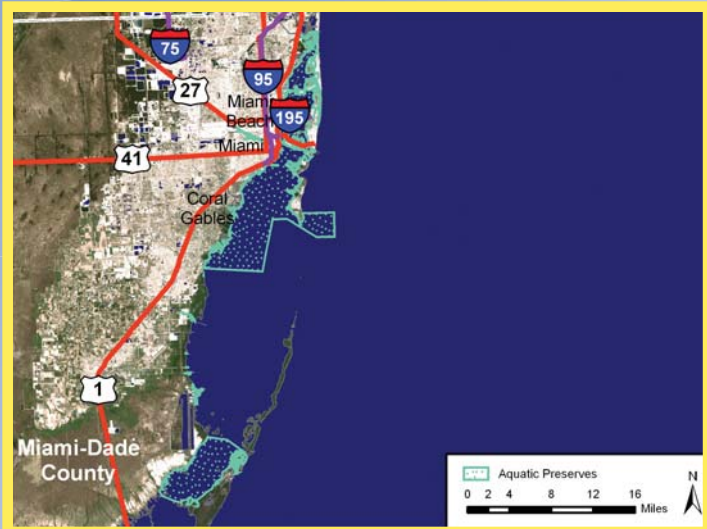 75
95
27
Miami
Beach
195
41
Miami
Coral
Gables
1
Miami-Dade
County
Aquatic Preserves
N
0 2 4 8 12 16
Miles